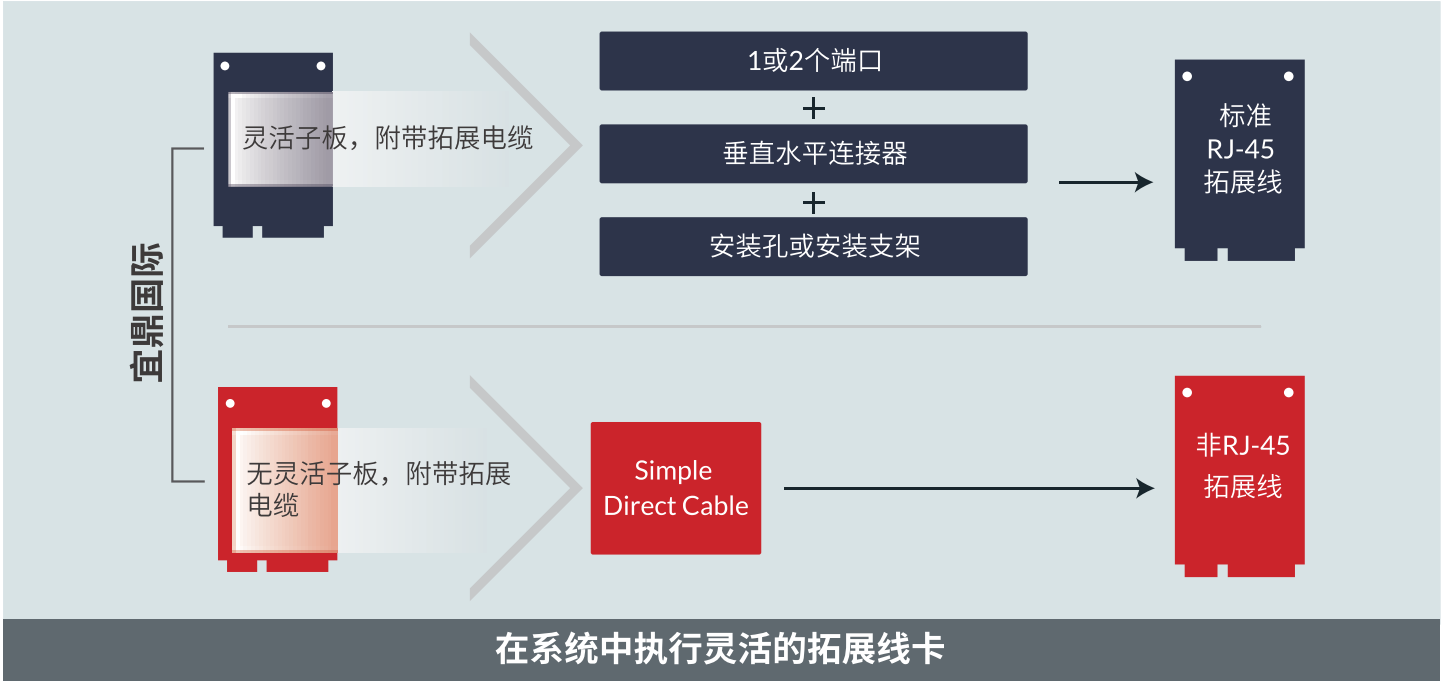 宜鼎国际
灵活子板，附带拓展电缆
1或2个端口
+
垂直水平连接器
+
安装孔或安装支架
标准
RJ-45
拓展线
无灵活子板，附带拓展
电缆
Simple
Direct Cable
非RJ-45
拓展线
在系统中执行灵活的拓展线卡